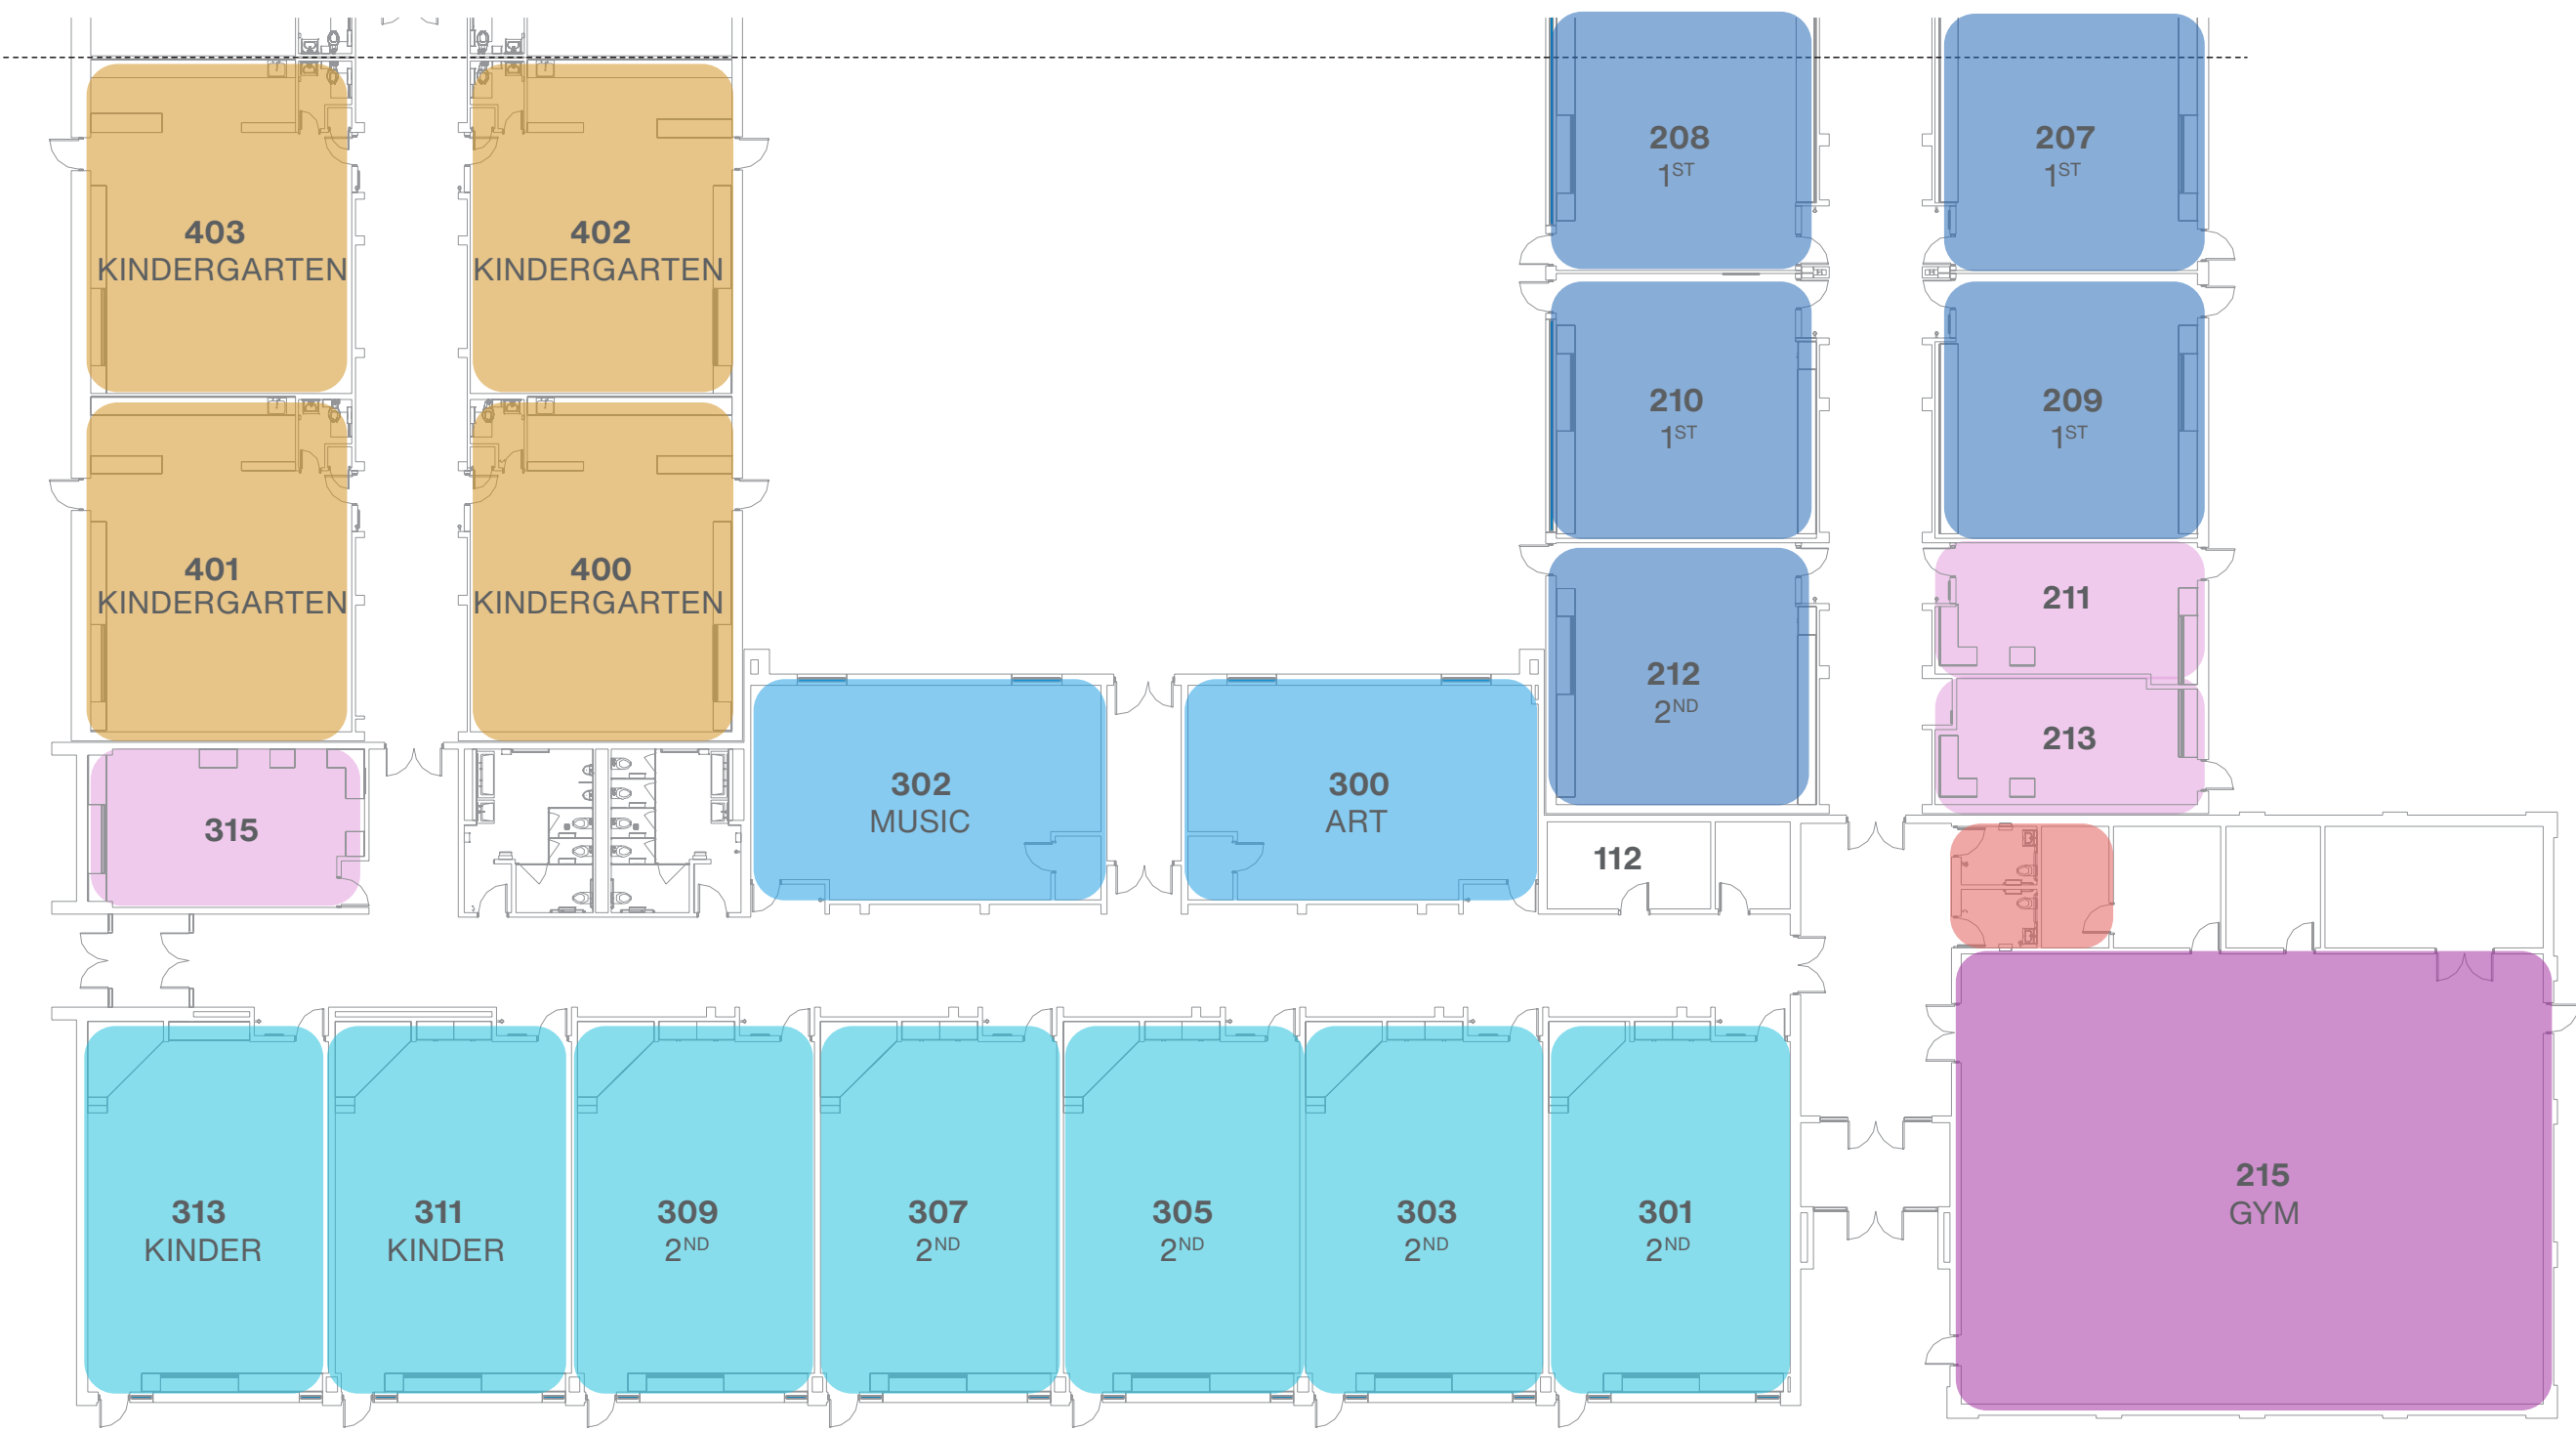 208
1ST
207
1ST
403
KINDERGARTEN
402
KINDERGARTEN
210
1ST
209
1ST
401
KINDERGARTEN
400
KINDERGARTEN
211
212
2ND
213
302
MUSIC
300
ART
315
112
215
GYM
313
KINDER
311
KINDER
309
2ND
307
2ND
305
2ND
303
2ND
301
2ND